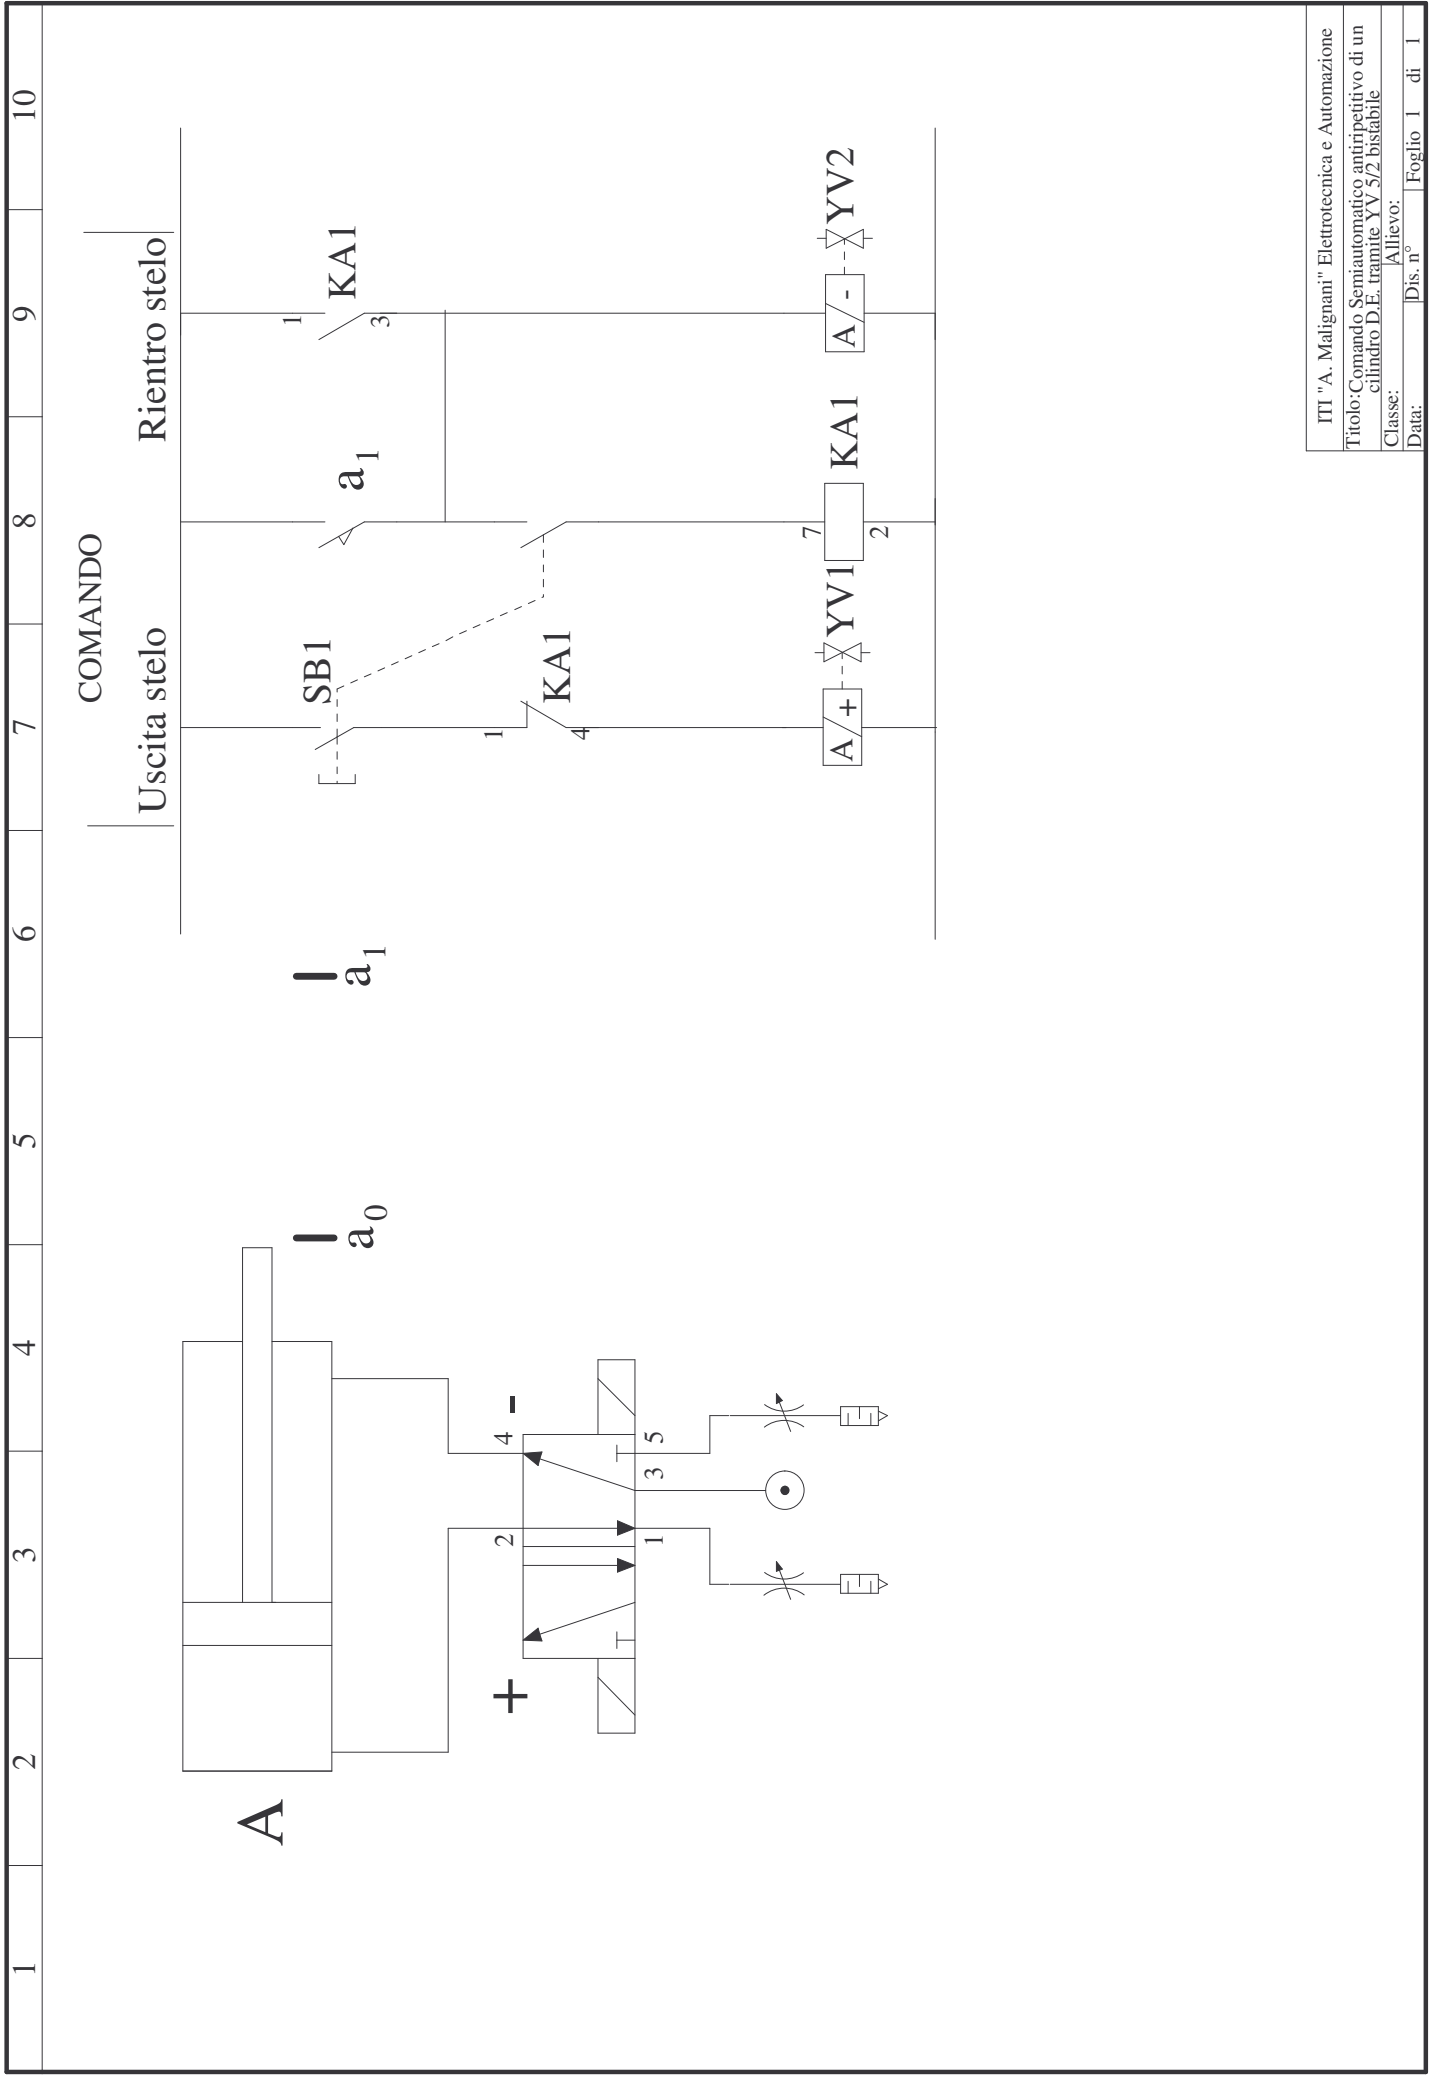 1 2 3 4 5 6 7 8 9 10
COMANDO
Uscita stelo Rientro stelo
A
a0
a1
+
-
2 4
1 3 5
SB1
a1
1
KA1
3
1
KA1
4
A + YV1
7
KA1
2
A - YV2
ITI "A. Malignani" Elettrotecnica e Automazione
Titolo:Comando Semiautomatico antiripetitivo di un
cilindro D.E. tramite YV 5/2 bistabile
Classe: Allievo:
Data: Dis. n° Foglio 1 di 1